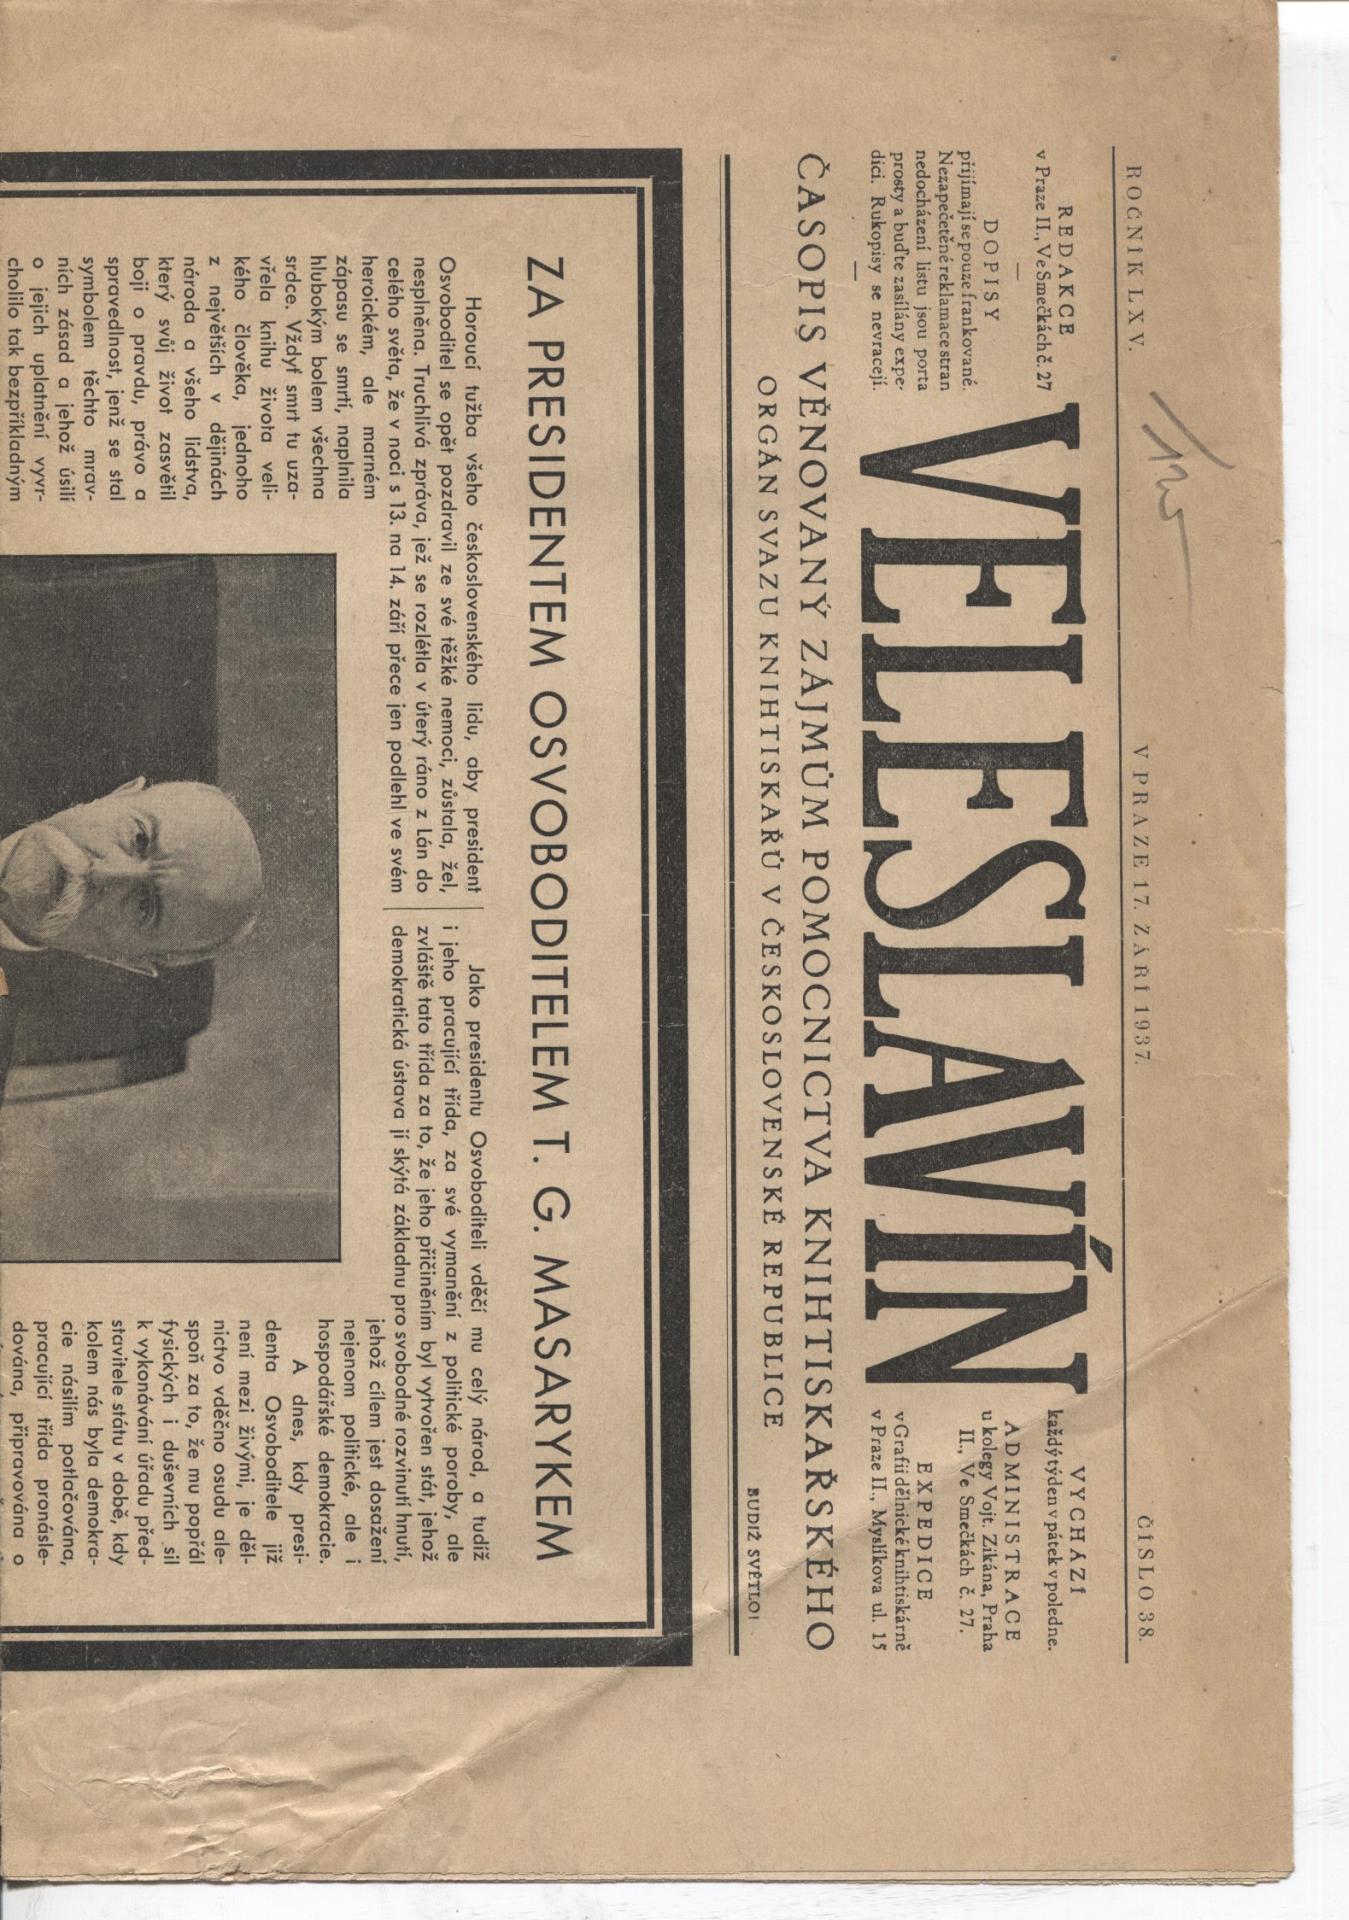 ROČNÍK LXV.
V PRAZE 17. ZÁŘÍ 1937.
ČÍSLO 38.
REDAKCE
v Praze II., Ve Smečkách č. 27
DOPISY
přijímají se pouze frankované.
Nezapečetěné reklamace stran
nedocházení listu jsou porta
prosty a buďte zasílány expe-
dici. Rukopisy se nevracejí.
VELESLAVÍN
VYCHÁZÍ
každý týden v pátek v poledne.
ADMINISTRACE
u kolegy Vojt. Zikána, Praha
II., Ve Smečkách č. 27.
EXPEDICE
v Grafii dělnické knihtiskárně
v Praze II., Myslíkova ul. 15
ČASOPIS VĚNOVANÝ ZÁJMŮM POMOCNICTVA KNIHTISKAŘSKÉHO
ORGÁN SVAZU KNIHTISKAŘŮ V ČESKOSLOVENSKÉ REPUBLICE
BUDIŽ SVĚTLO!
ZA PRESIDENTEM OSVOBODITELEM T. G. MASARYKEM
Horoucí tužba všeho československého lidu, aby president
Osvoboditel se opět pozdravil ze své těžké nemoci, zůstala, žel,
nesplněna. Truchlivá zpráva, jež se rozlétla v úterý ráno z Lán do
celého světa, že v noci s 13. na 14. září přece jen podlehl ve svém
heroickém, ale marném
zápasu se smrtí, naplnila
hlubokým bolem všechna
srdce. Vždyť smrt tu uza-
vřela knihu života veli-
kého člověka, jednoho
z největších v dějinách
národa a všeho lidstva,
který svůj život zasvětil
boji o pravdu, právo a
spravedlnost, jenž se stal
symbolem těchto mrav-
ních zásad a jehož úsilí
o jejich uplatnění vyvr-
cholilo tak bezpříkladným
Jako presidentu Osvoboditeli vděčí mu celý národ, a tudíž
i jeho pracující třída, za své vymanění z politické poroby, ale
zvláště tato třída za to, že jeho přičiněním byl vytvořen stát, jehož
demokratická ústava jí skýtá základnu pro svobodné rozvinutí hnutí,
jehož cílem jest dosažení
nejenom politické, ale i
hospodářské demokracie.
A dnes, kdy presi-
denta Osvoboditele již
není mezi živými, je děl-
nictvo vděčno osudu ale-
spoň za to, že mu popřál
fysických i duševních sil
k vykonávání úřadu před-
stavitele státu v době, kdy
kolem nás byla demokra-
cie násilím potlačována,
pracující třída pronásle-
dována, připravována o